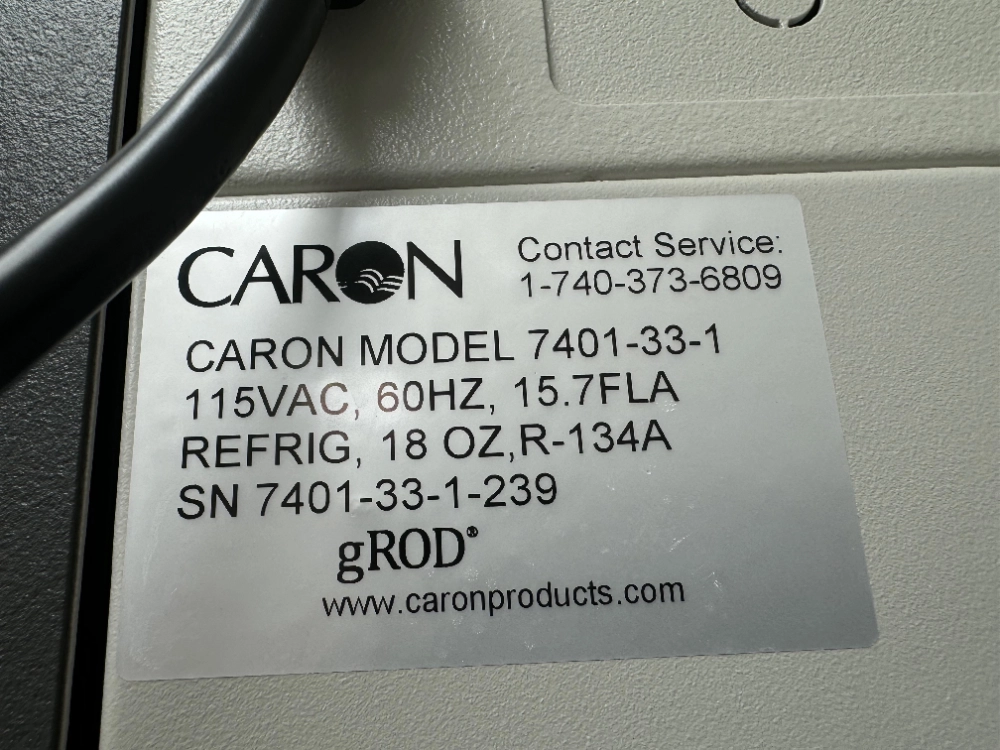 CARON
Contact Service:
1-740-373-6809
CARON MODEL 7401-33-1
115VAC, 60HZ, 15.7FLA
REFRIG, 18 OZ,R-134A
SN 7401-33-1-239
gROD®
www.caronproducts.com